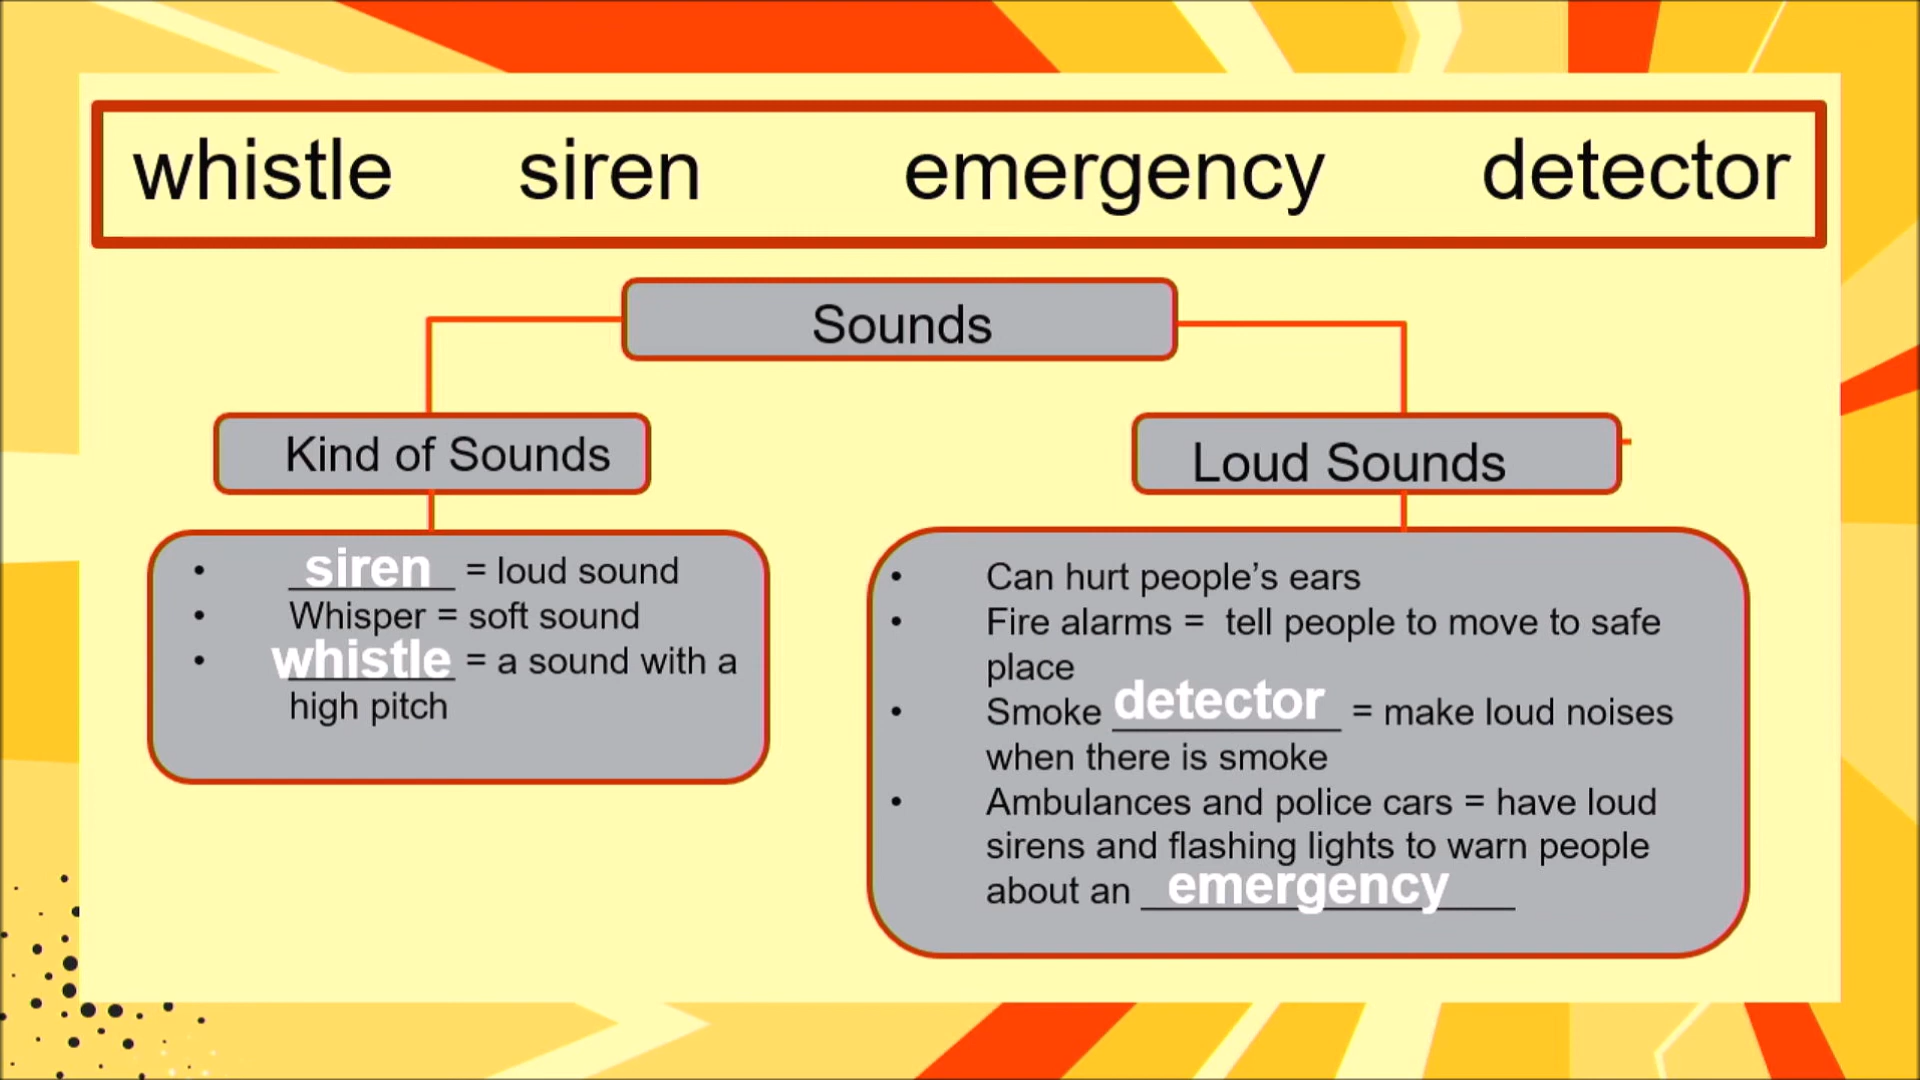 whistle siren emergency detector
Sounds
Kind of Sounds
• siren = loud sound
• Whisper = soft sound
• whistle = a sound with a
high pitch
Loud Sounds
• Can hurt people’s ears
• Fire alarms = tell people to move to safe
place
• Smoke detector = make loud noises
when there is smoke
• Ambulances and police cars = have loud
sirens and flashing lights to warn people
about an emergency